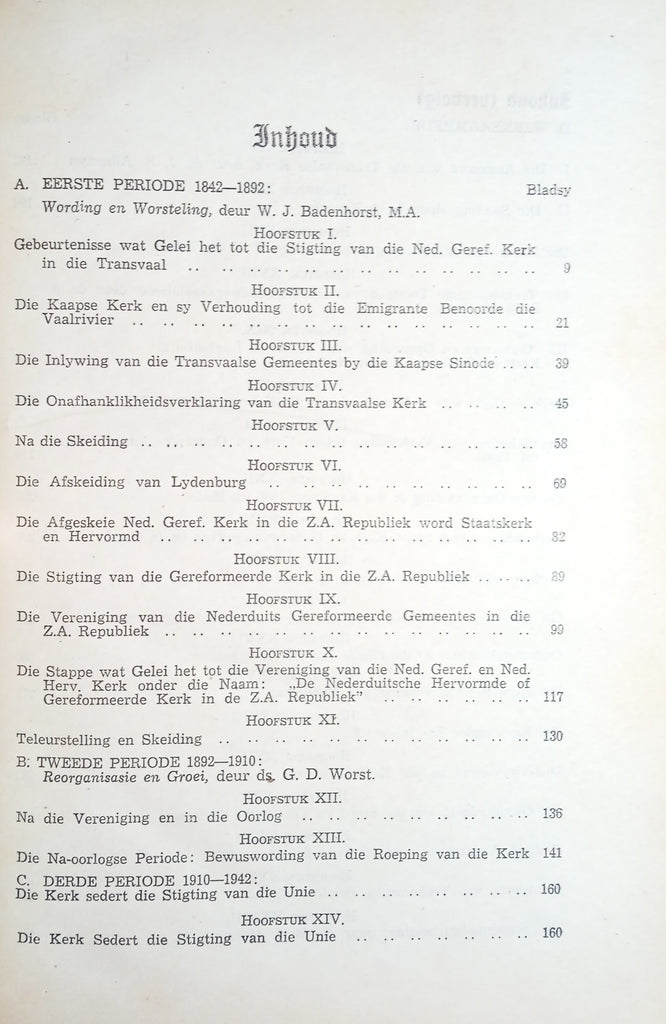 Inhoud
A. EERSTE PERIODE 1842—1892: Bladsy
Wording en Worsteling, deur W. J. Badenhorst, M.A.
HOOFSTUK I.
Gebeurtenisse wat Gelei het tot die Stigting van die Ned. Geref. Kerk
in die Transvaal .. .. .. .. .. .. .. .. .. .. .. .. .. 9
HOOFSTUK II.
Die Kaapse Kerk en sy Verhouding tot die Emigrante Benoorde die
Vaalrivier .. .. .. .. .. .. .. .. .. .. .. .. .. .. 21
HOOFSTUK III.
Die Inlywing van die Transvaalse Gemeentes by die Kaapse Sinode .. .. 39
HOOFSTUK IV.
Die Onafhanklikheidsverklaring van die Transvaalse Kerk .. .. .. .. 45
HOOFSTUK V.
Na die Skeiding .. .. .. .. .. .. .. .. .. .. .. .. .. .. 58
HOOFSTUK VI.
Die Afskeiding van Lydenburg .. .. .. .. .. .. .. .. .. .. 69
HOOFSTUK VII.
Die Afgeskeie Ned. Geref. Kerk in die Z.A. Republiek word Staatskerk
en Hervormd .. .. .. .. .. .. .. .. .. .. .. .. .. 82
HOOFSTUK VIII.
Die Stigting van die Gereformeerde Kerk in die Z.A. Republiek .. .. .. 89
HOOFSTUK IX.
Die Vereniging van die Nederduits Gereformeerde Gemeentes in die
Z.A. Republiek .. .. .. .. .. .. .. .. .. .. .. .. .. 99
HOOFSTUK X.
Die Stappe wat Gelei het tot die Vereniging van die Ned. Geref. en Ned.
Herv. Kerk onder die Naam: „De Nederduitsche Hervormde of
Gereformeerde Kerk in de Z.A. Republiek” .. .. .. .. .. .. 117
HOOFSTUK XI.
Teleurstelling en Skeiding .. .. .. .. .. .. .. .. .. .. .. 130
B. TWEEDE PERIODE 1892—1910:
Reorganisasie en Groei, deur ds. G. D. Worst.
HOOFSTUK XII.
Na die Vereniging en in die Oorlog .. .. .. .. .. .. .. .. .. 136
HOOFSTUK XIII.
Die Na-oorlogse Periode: Bewuswording van die Roeping van die Kerk 141
C. DERDE PERIODE 1910—1942:
Die Kerk sedert die Stigting van die Unie .. .. .. .. .. .. .. .. 160
HOOFSTUK XIV.
Die Kerk Sedert die Stigting van die Unie .. .. .. .. .. .. .. 160